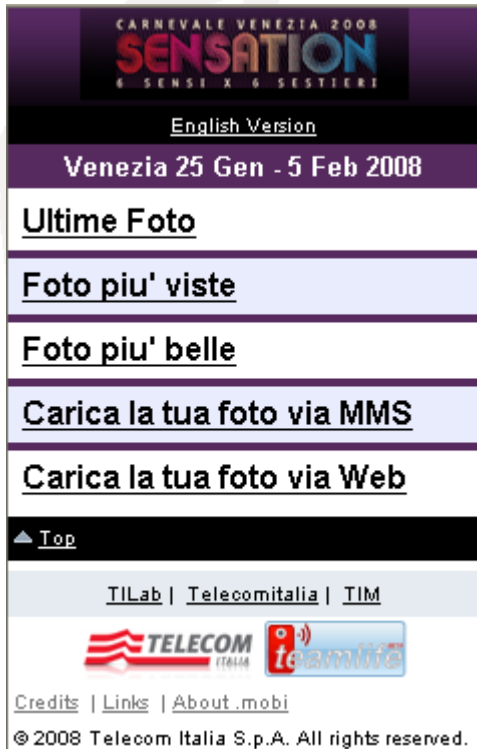 CARNEVALE VENEZIA 2008
SENSATION
6 SENSI X 6 SESTIERI
English Version
Venezia 25 Gen - 5 Feb 2008
Ultime Foto
Foto piu' viste
Foto piu' belle
Carica la tua foto via MMS
Carica la tua foto via Web
Top
TILab | Telecomitalia | TIM
TELECOM
ITALIA
teamlife
Credits | Links | About .mobi
© 2008 Telecom Italia S.p.A. All rights reserved.